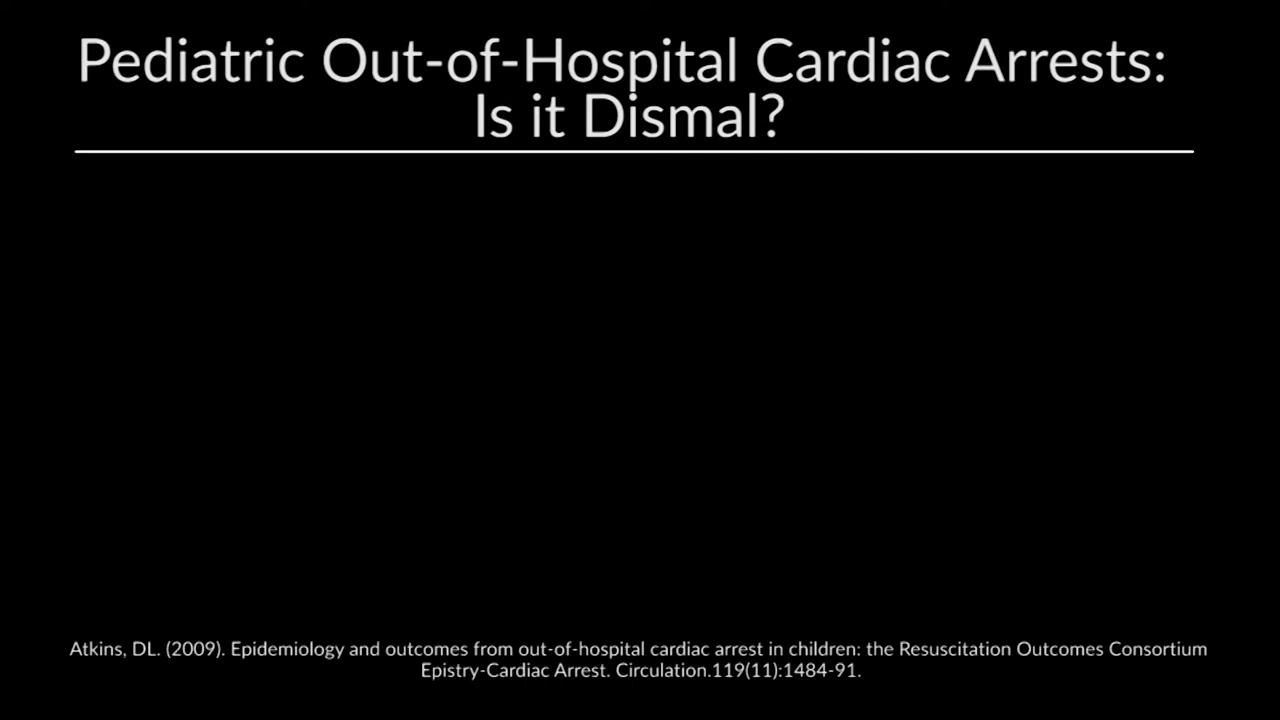 Pediatric Out-of-Hospital Cardiac Arrests:
Is it Dismal?
Atkins, DL. (2009). Epidemiology and outcomes from out-of-hospital cardiac arrest in children: the Resuscitation Outcomes Consortium
Epistry-Cardiac Arrest. Circulation.119(11):1484-91.